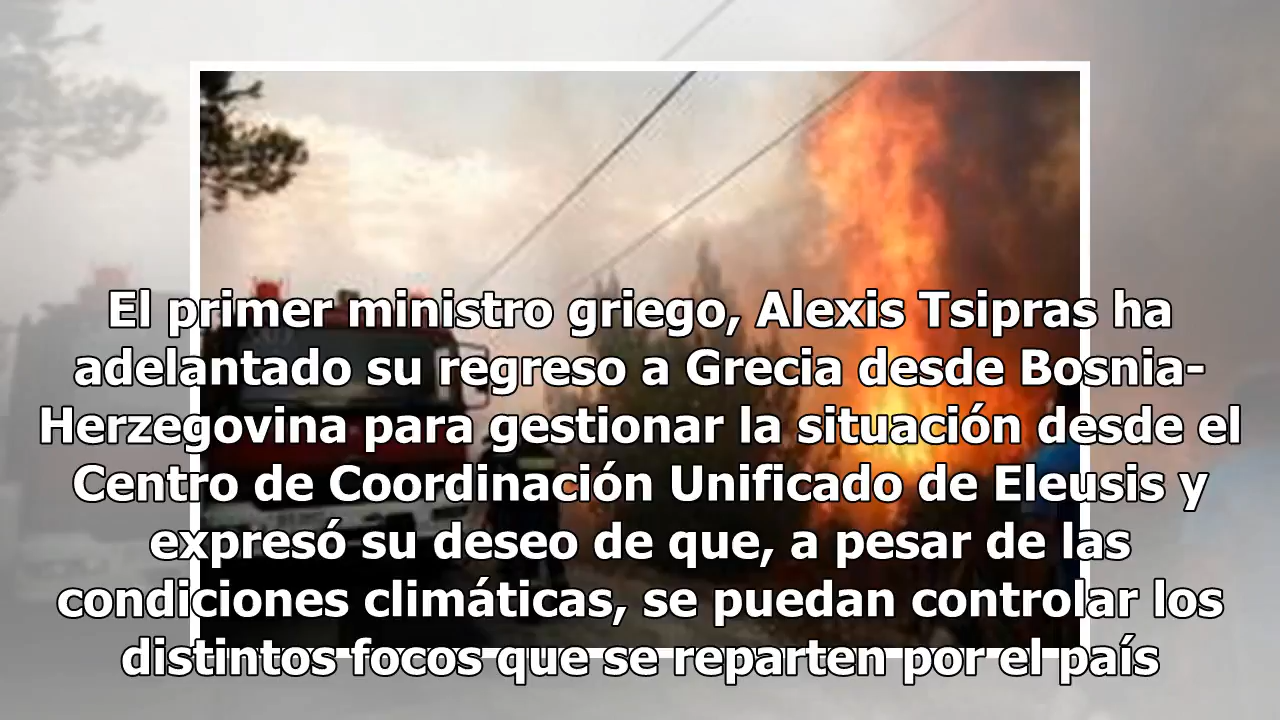 El primer ministro griego, Alexis Tsipras ha
adelantado su regreso a Grecia desde Bosnia-
Herzegovina para gestionar la situación desde el
Centro de Coordinación Unificado de Eleusis y
expresó su deseo de que, a pesar de las
condiciones climáticas, se puedan controlar los
distintos focos que se reparten por el país